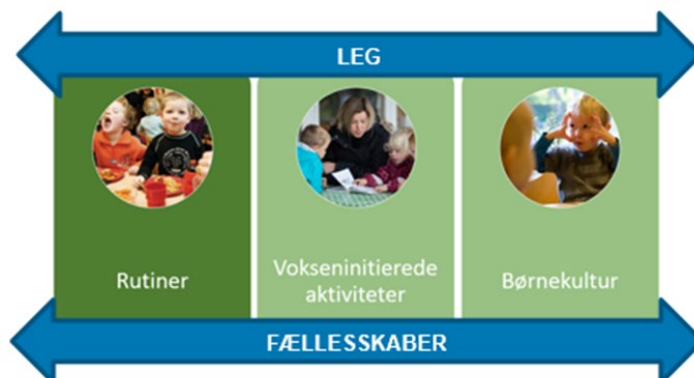 LEG
Rutiner
Vokseninitierede
aktiviteter
Børnekultur
FÆLLESSKABER